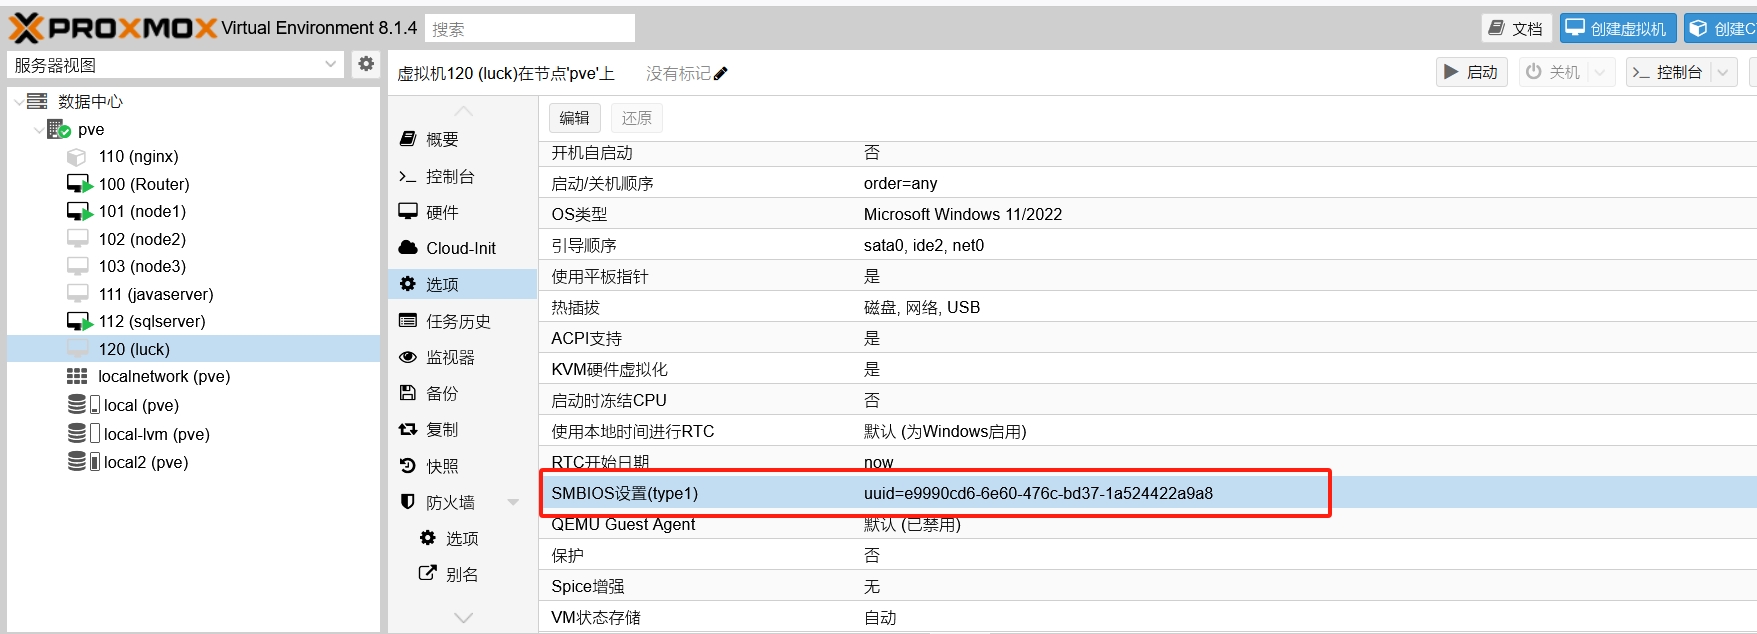 PROXMOX Virtual Environment 8.1.4 搜索 文档 创建虚拟机 创建C
服务器视图
虚拟机120 (luck)在节点'pve'上 没有标记 启动 关机 控制台
数据中心
pve
110 (nginx)
100 (Router)
101 (node1)
102 (node2)
103 (node3)
111 (javaserver)
112 (sqlserver)
120 (luck)
localnetwork (pve)
local (pve)
local-lvm (pve)
local2 (pve)
概要
控制台
硬件
Cloud-Init
选项
任务历史
监视器
备份
复制
快照
防火墙
选项
别名
编辑 还原
开机自启动 否
启动/关机顺序 order=any
OS类型 Microsoft Windows 11/2022
引导顺序 sata0, ide2, net0
使用平板指针 是
热插拔 磁盘, 网络, USB
ACPI支持 是
KVM硬件虚拟化 是
启动时冻结CPU 否
使用本地时间进行RTC 默认 (为Windows启用)
RTC开始日期 now
SMBIOS设置(type1) uuid=e9990cd6-6e60-476c-bd37-1a524422a9a8
QEMU Guest Agent 默认 (已禁用)
保护 否
Spice增强 无
VM状态存储 自动